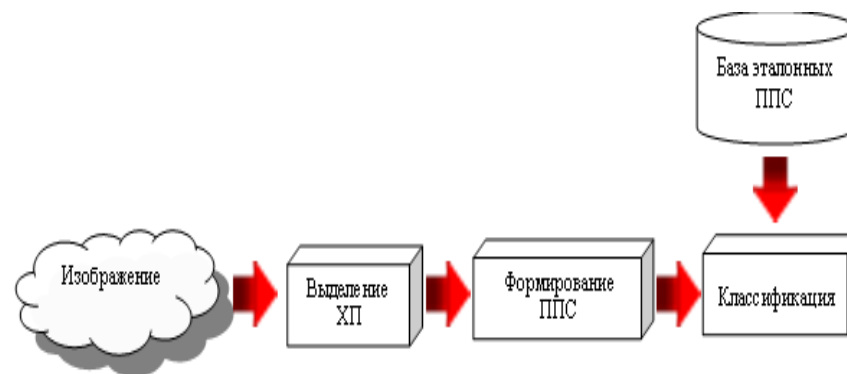 База эталонных
ППС
Изображение
Выделение
ХП
Формирование
ППС
Классификация